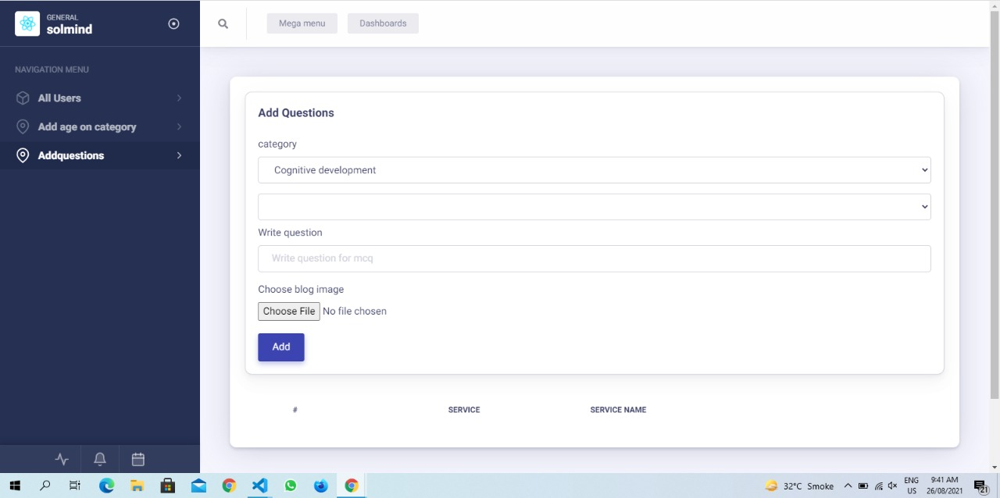 GENERAL
solmind
Mega menu
Dashboards
NAVIGATION MENU
All Users
Add age on category
Addquestions
Add Questions
category
Cognitive development
Write question
Write question for mcq
Choose blog image
Choose File No file chosen
Add
# SERVICE SERVICE NAME
32°C Smoke
ENG
US
9:41 AM
26/08/2021
21